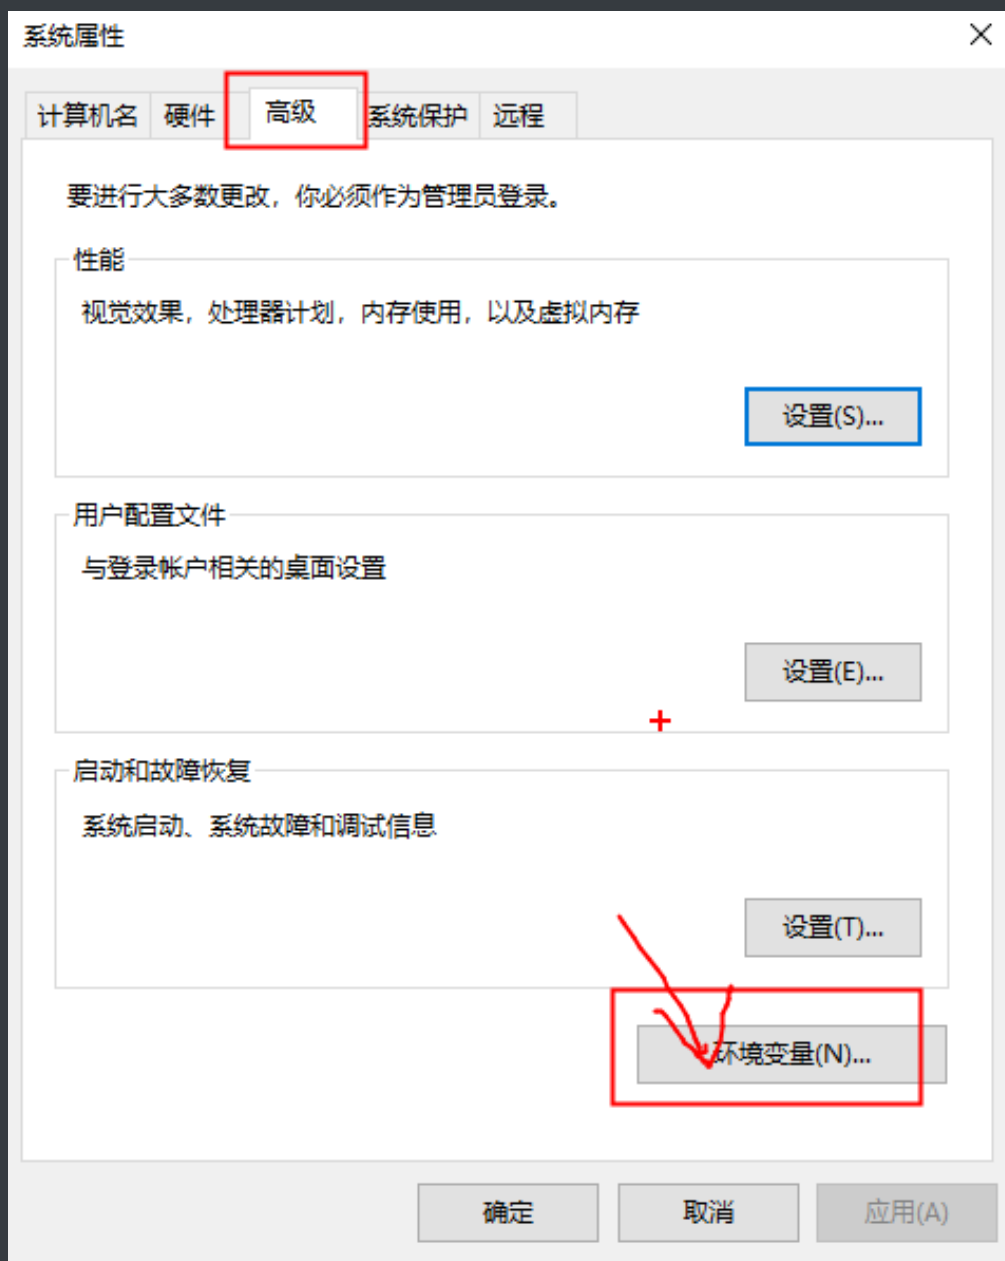 系统属性
计算机名 硬件 高级 系统保护 远程
要进行大多数更改，你必须作为管理员登录。
性能
视觉效果，处理器计划，内存使用，以及虚拟内存
设置(S)...
用户配置文件
与登录帐户相关的桌面设置
设置(E)...
启动和故障恢复
系统启动、系统故障和调试信息
设置(T)...
环境变量(N)...
确定 取消 应用(A)